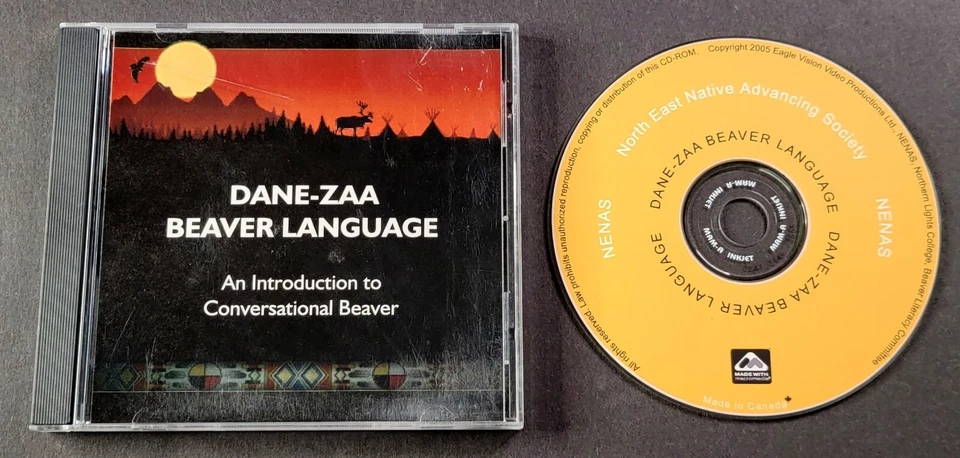 DANE-ZAA
BEAVER LANGUAGE
An Introduction to
Conversational Beaver
All rights reserved. Law prohibits unauthorized reproduction, copying or distribution of this CD-ROM. Copyright 2005 Eagle Vision Video Productions Ltd., NENAS, Northern Lights College, Beaver Literacy Committee
North East Native Advancing Society
NENAS
NENAS
DANE-ZAA BEAVER LANGUAGE
DANE-ZAA BEAVER LANGUAGE
MAM-A INKJET
MAM-A INKJET
MAM-A INKJET
MADE WITH
macromedia
Made in Canada